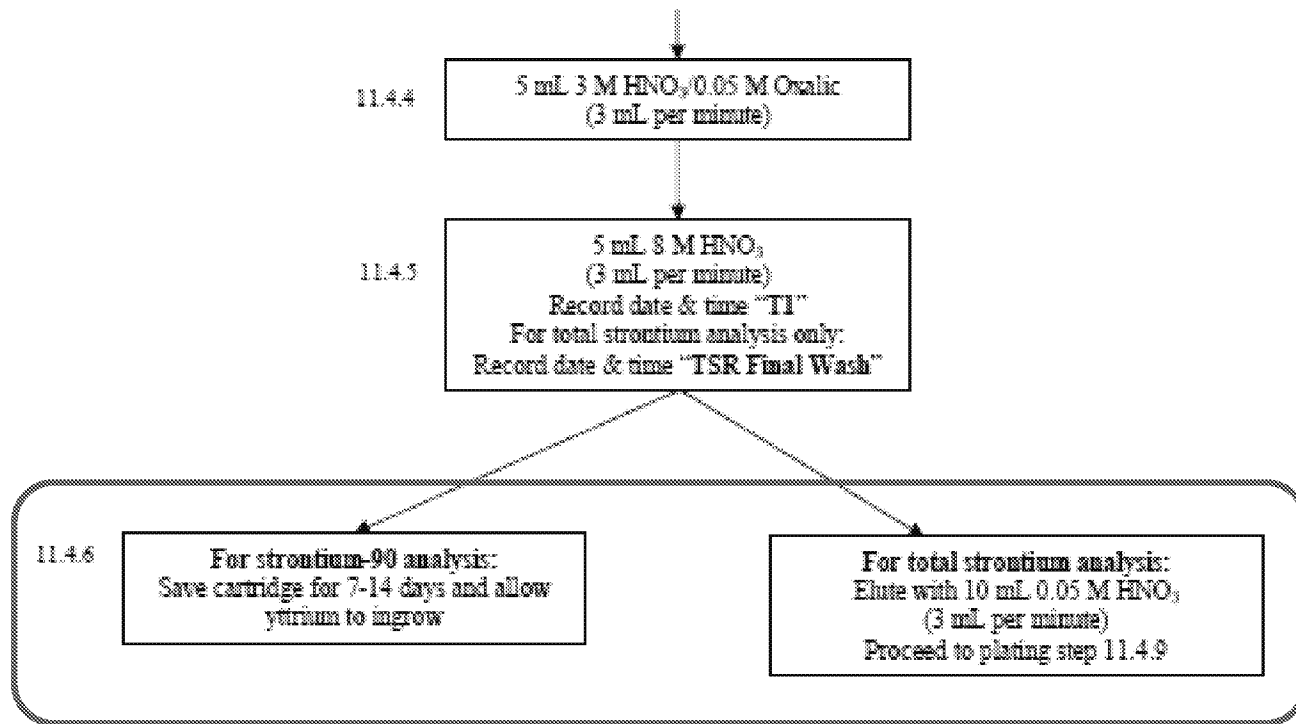 11.4.4
5 mL 3 M HNO₃/0.05 M Oxalic
(3 mL per minute)
11.4.5
5 mL 8 M HNO₃
(3 mL per minute)
Record date & time “T1”
For total strontium analysis only:
Record date & time “TSR Final Wash”
11.4.6
For strontium-90 analysis:
Save cartridge for 7-14 days and allow
yttrium to ingrow
For total strontium analysis:
Elute with 10 mL 0.05 M HNO₃
(3 mL per minute)
Proceed to plating step 11.4.9